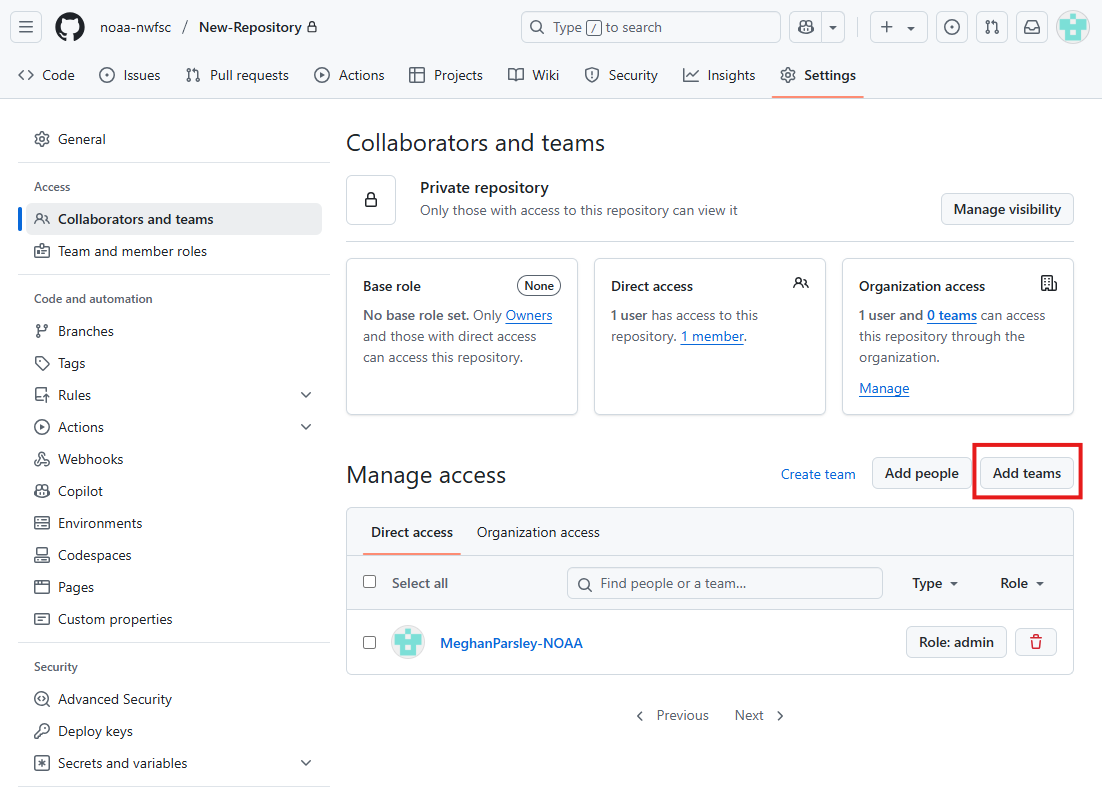 noaa-nwfsc / New-Repository
Type / to search
Code
Issues
Pull requests
Actions
Projects
Wiki
Security
Insights
Settings
General
Access
Collaborators and teams
Team and member roles
Code and automation
Branches
Tags
Rules
Actions
Webhooks
Copilot
Environments
Codespaces
Pages
Custom properties
Security
Advanced Security
Deploy keys
Secrets and variables
Collaborators and teams
Private repository
Only those with access to this repository can view it
Manage visibility
Base role
None
No base role set. Only Owners
and those with direct access
can access this repository.
Direct access
1 user has access to this
repository. 1 member.
Organization access
1 user and 0 teams can access
this repository through the
organization.
Manage
Manage access
Create team
Add people
Add teams
Direct access
Organization access
Select all
Find people or a team...
Type
Role
MeghanParsley-NOAA
Role: admin
Previous
Next